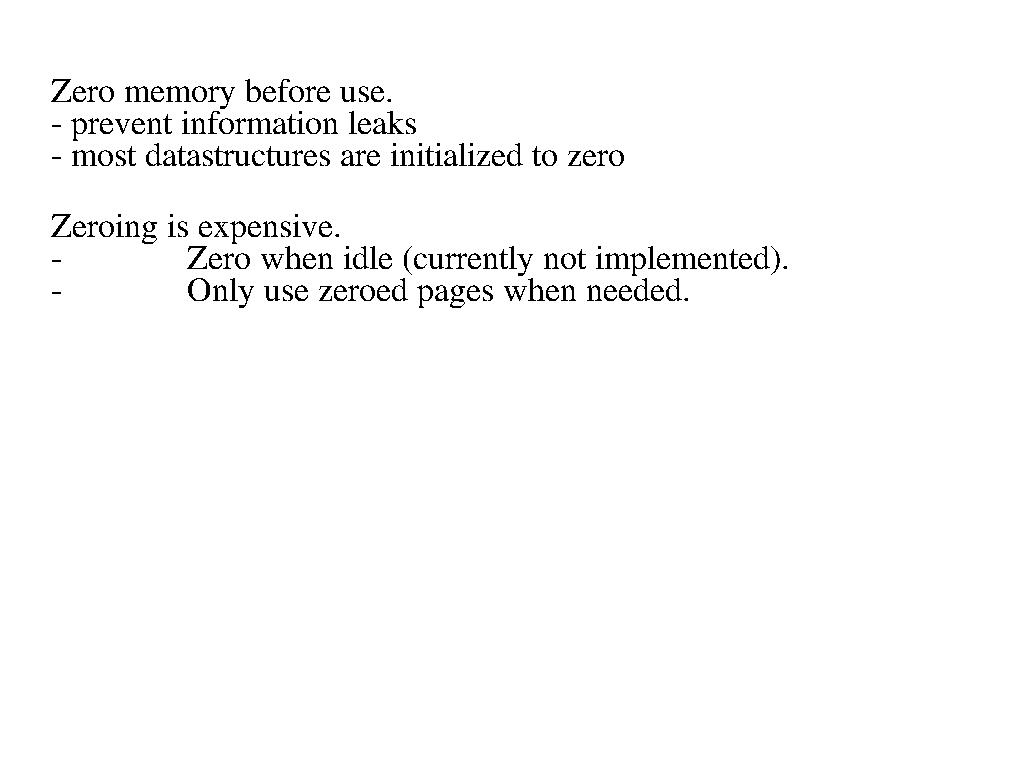 Zero memory before use.
- prevent information leaks
- most datastructures are initialized to zero
Zeroing is expensive.
- Zero when idle (currently not implemented).
- Only use zeroed pages when needed.